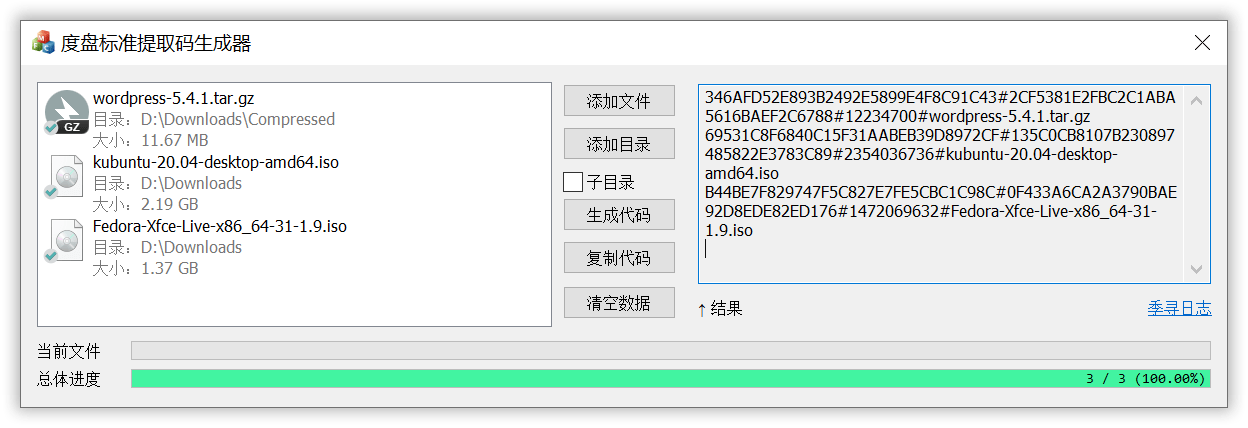 度盘标准提取码生成器
wordpress-5.4.1.tar.gz
目录：D:\Downloads\Compressed
大小：11.67 MB
GZ
kubuntu-20.04-desktop-amd64.iso
目录：D:\Downloads
大小：2.19 GB
Fedora-Xfce-Live-x86_64-31-1.9.iso
目录：D:\Downloads
大小：1.37 GB
添加文件
添加目录
子目录
生成代码
复制代码
清空数据
346AFD52E893B2492E5899E4F8C91C43#2CF5381E2FBC2C1ABA
5616BAEF2C6788#12234700#wordpress-5.4.1.tar.gz
69531C8F6840C15F31AABEB39D8972CF#135C0CB8107B230897
485822E3783C89#2354036736#kubuntu-20.04-desktop-
amd64.iso
B44BE7F829747F5C827E7FE5CBC1C98C#0F433A6CA2A3790BAE
92D8EDE82ED176#1472069632#Fedora-Xfce-Live-x86_64-31-
1.9.iso
↑ 结果
季寻日志
当前文件
总体进度
3 / 3 (100.00%)